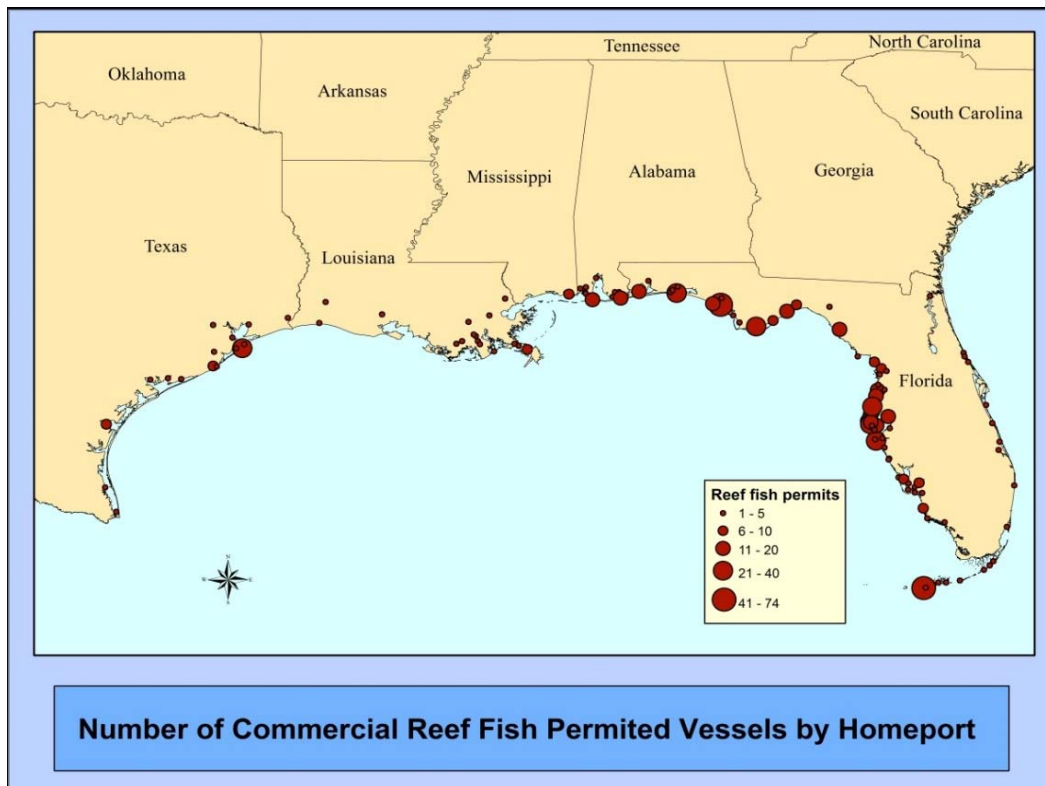 Tennessee
North Carolina
Oklahoma
Arkansas
South Carolina
Mississippi
Alabama
Georgia
Texas
Louisiana
Florida
Reef fish permits
1 - 5
6 - 10
11 - 20
21 - 40
41 - 74
Number of Commercial Reef Fish Permited Vessels by Homeport